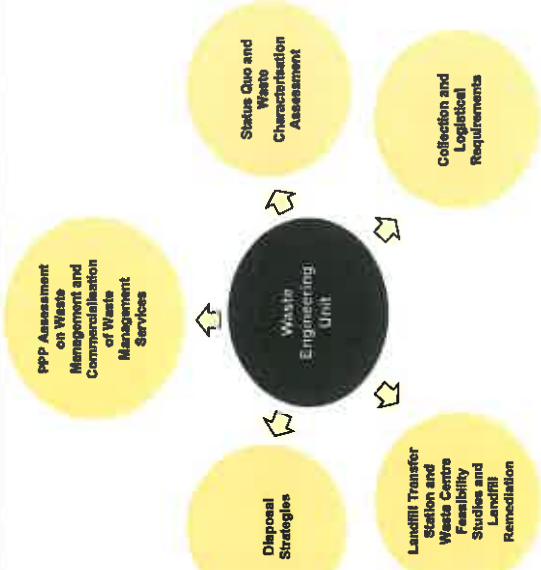 PPP Assessment
on Waste
Management and
Commercialisation
of Waste
Management
Services
Status Quo and
Waste
Characterisation
Assessment
Waste
Engineering
Unit
Disposal
Strategies
Collection and
Logistical
Requirements
Landfill Transfer
Station and
Waste Centre
Feasibility
Studies and
Landfill
Remediation